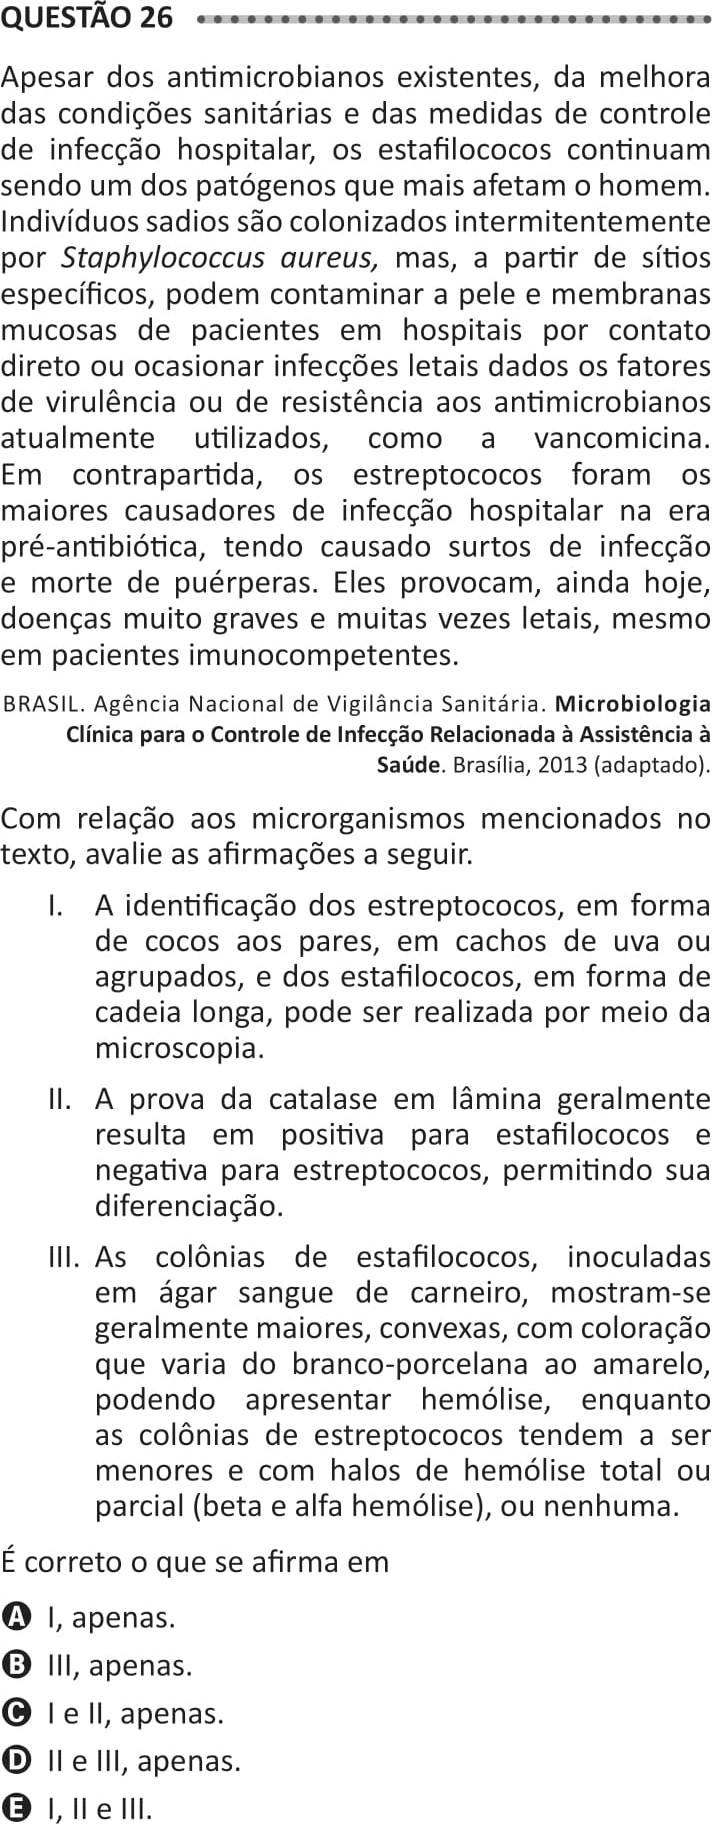 QUESTÃO 26
Apesar dos antimicrobianos existentes, da melhora
das condições sanitárias e das medidas de controle
de infecção hospitalar, os estafilococos continuam
sendo um dos patógenos que mais afetam o homem.
Indivíduos sadios são colonizados intermitentemente
por Staphylococcus aureus, mas, a partir de sítios
específicos, podem contaminar a pele e membranas
mucosas de pacientes em hospitais por contato
direto ou ocasionar infecções letais dados os fatores
de virulência ou de resistência aos antimicrobianos
atualmente utilizados, como a vancomicina.
Em contrapartida, os estreptococos foram os
maiores causadores de infecção hospitalar na era
pré-antibiótica, tendo causado surtos de infecção
e morte de puérperas. Eles provocam, ainda hoje,
doenças muito graves e muitas vezes letais, mesmo
em pacientes imunocompetentes.
BRASIL. Agência Nacional de Vigilância Sanitária. Microbiologia
Clínica para o Controle de Infecção Relacionada à Assistência à
Saúde. Brasília, 2013 (adaptado).
Com relação aos microrganismos mencionados no
texto, avalie as afirmações a seguir.
I. A identificação dos estreptococos, em forma
de cocos aos pares, em cachos de uva ou
agrupados, e dos estafilococos, em forma de
cadeia longa, pode ser realizada por meio da
microscopia.
II. A prova da catalase em lâmina geralmente
resulta em positiva para estafilococos e
negativa para estreptococos, permitindo sua
diferenciação.
III. As colônias de estafilococos, inoculadas
em ágar sangue de carneiro, mostram-se
geralmente maiores, convexas, com coloração
que varia do branco-porcelana ao amarelo,
podendo apresentar hemólise, enquanto
as colônias de estreptococos tendem a ser
menores e com halos de hemólise total ou
parcial (beta e alfa hemólise), ou nenhuma.
É correto o que se afirma em
A I, apenas.
B III, apenas.
C I e II, apenas.
D II e III, apenas.
E I, II e III.